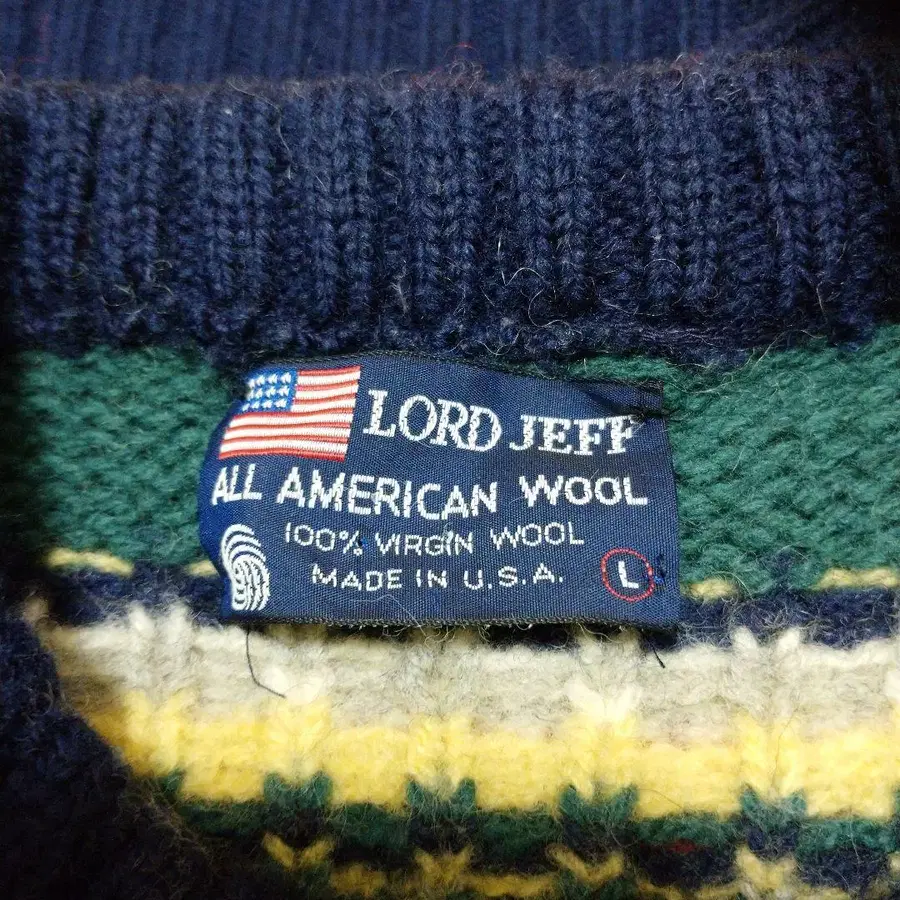 LORD JEFF
ALL AMERICAN WOOL
100% VIRGIN WOOL
MADE IN U.S.A. L